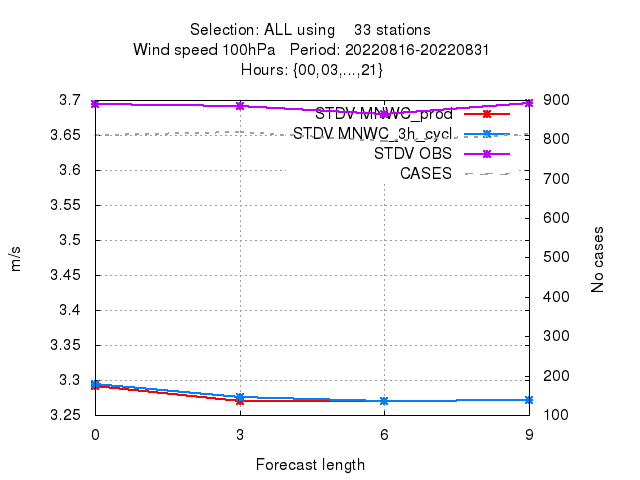 Selection: ALL using 33 stations
Wind speed 100hPa Period: 20220816-20220831
Hours: {00,03,...,21}
3.7
3.65
3.6
3.55
3.5
3.45
3.4
3.35
3.3
3.25
m/s
STDV MNWC_prod
STDV MNWC_3h_cycl
STDV OBS
CASES
900
800
700
600
500
400
300
200
100
No cases
0 3 6 9
Forecast length